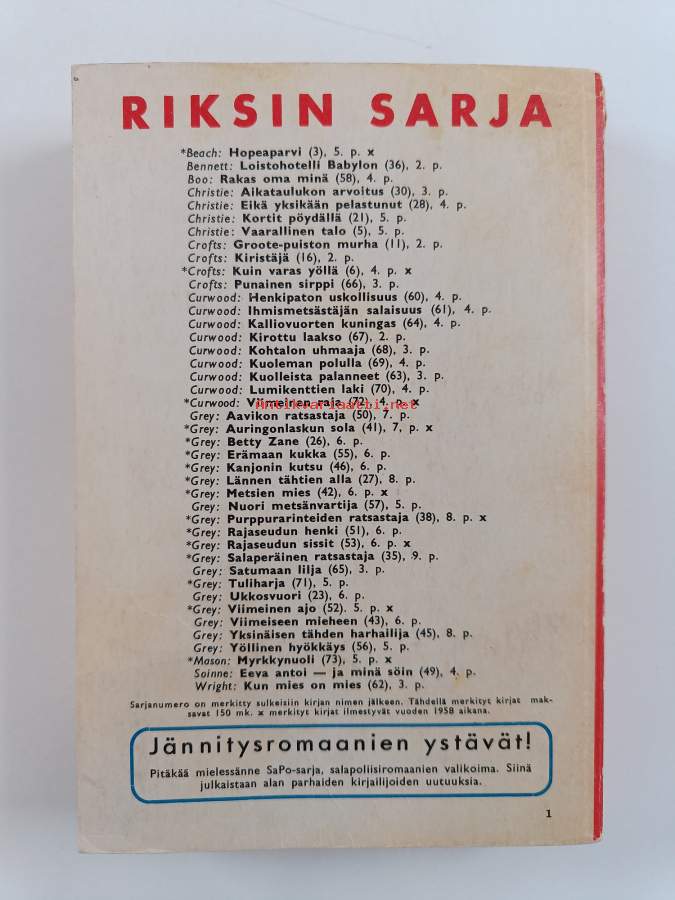 RIKSIN SARJA
*Beach: Hopeaparvi (3), 5. p. x
Bennett: Loistohotelli Babylon (36), 2. p.
Boo: Rakas oma minä (58), 4. p.
Christie: Aikataulukon arvoitus (30), 3. p.
Christie: Eikä yksikään pelastunut (28), 4. p.
Christie: Kortit pöydällä (21), 5. p.
Christie: Vaarallinen talo (5), 5. p.
Crofts: Groote-puiston murha (11), 2. p.
Crofts: Kiristäjä (16), 2. p.
*Crofts: Kuin varas yöllä (6), 4. p. x
Crofts: Punainen sirppi (66), 3. p.
Curwood: Henkipaton uskollisuus (60), 4. p.
Curwood: Ihmismetsästäjän salaisuus (61), 4. p.
Curwood: Kalliovuorten kuningas (64), 4. p.
Curwood: Kirottu laakso (67), 2. p.
Curwood: Kohtalon uhmaaja (68), 3. p.
Curwood: Kuoleman polulla (69), 4. p.
Curwood: Kuolleista palanneet (63), 3. p.
Curwood: Lumikenttien laki (70), 4. p.
*Curwood: Viimeinen raja (72), 4. p. x
Antikvariaatti.net
Grey: Aavikon ratsastaja (50), 7. p.
*Grey: Auringonlaskun sola (41), 7, p. x
*Grey: Betty Zane (26), 6. p.
*Grey: Erämaan kukka (55), 6. p.
*Grey: Kanjonin kutsu (46), 6. p.
*Grey: Lännen tähtien alla (27), 8. p.
*Grey: Metsien mies (42), 6. p. x
Grey: Nuori metsänvartija (57), 5. p.
*Grey: Purppurarinteiden ratsastaja (38), 8. p. x
*Grey: Rajaseudun henki (51), 6. p.
*Grey: Rajaseudun sissit (53), 6. p. x
*Grey: Salaperäinen ratsastaja (35), 9. p.
Grey: Satumaan lilja (65), 3. p.
*Grey: Tuliharja (71), 5. p.
Grey: Ukkosvuori (23), 6. p.
*Grey: Viimeinen ajo (52). 5. p. x
Grey: Viimeiseen mieheen (43), 6. p.
Grey: Yksinäisen tähden harhailija (45), 8. p.
Grey: Yöllinen hyökkäys (56), 5. p.
*Mason: Myrkkynuoli (73), 5. p. x
Soinne: Eeva antoi — ja minä söin (49), 4. p.
Wright: Kun mies on mies (62), 3. p.
Sarjanumero on merkitty sulkeisiin kirjan nimen jälkeen. Tähdellä merkityt kirjat mak-
savat 150 mk. x merkityt kirjat ilmestyvät vuoden 1958 aikana.
Jännitysromaanien ystävät!
Pitäkää mielessänne SaPo-sarja, salapoliisiromaanien valikoima. Siinä
julkaistaan alan parhaiden kirjailijoiden uutuuksia.
1